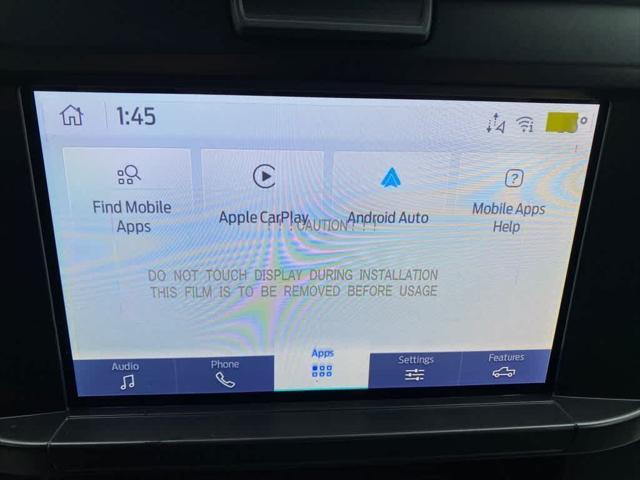 1:45
Find Mobile
Apps
Apple CarPlay
Android Auto
Mobile Apps
Help
! ! ! CAUTION ! ! !
DO NOT TOUCH DISPLAY DURING INSTALLATION
THIS FILM IS TO BE REMOVED BEFORE USAGE
Audio
Phone
Apps
Settings
Features